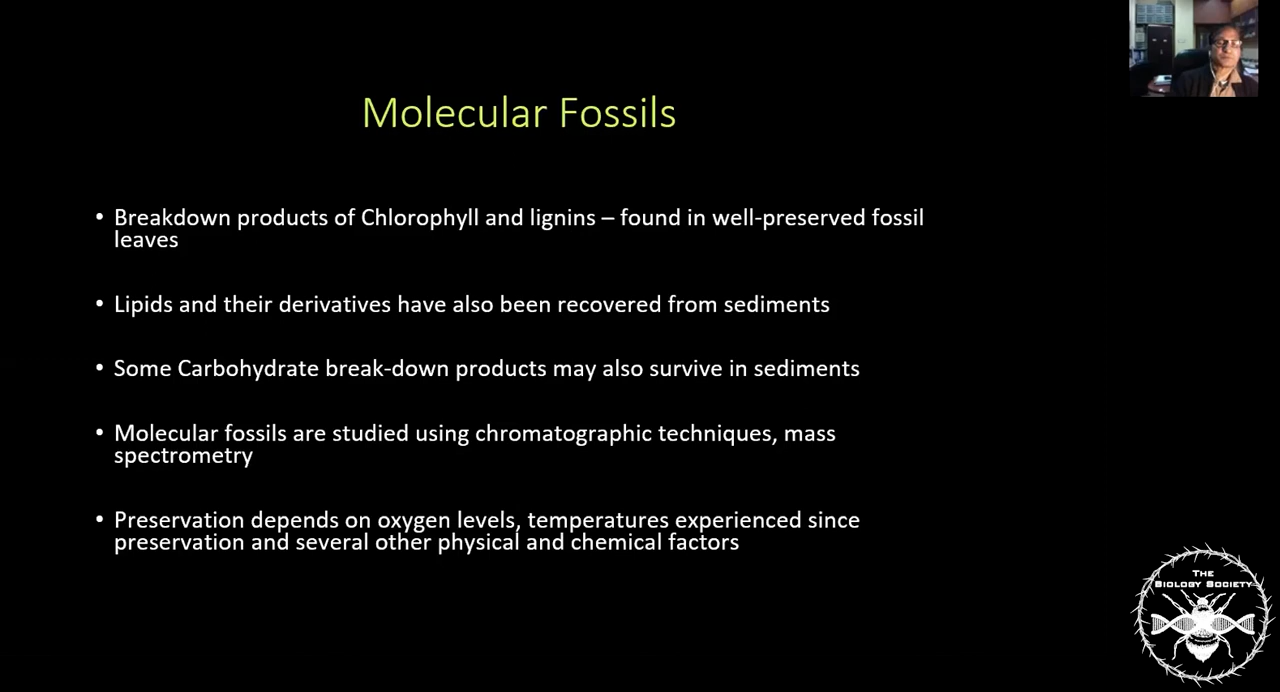 Molecular Fossils
• Breakdown products of Chlorophyll and lignins – found in well-preserved fossil
leaves
• Lipids and their derivatives have also been recovered from sediments
• Some Carbohydrate break-down products may also survive in sediments
• Molecular fossils are studied using chromatographic techniques, mass
spectrometry
• Preservation depends on oxygen levels, temperatures experienced since
preservation and several other physical and chemical factors
THE
BIOLOGY SOCIETY